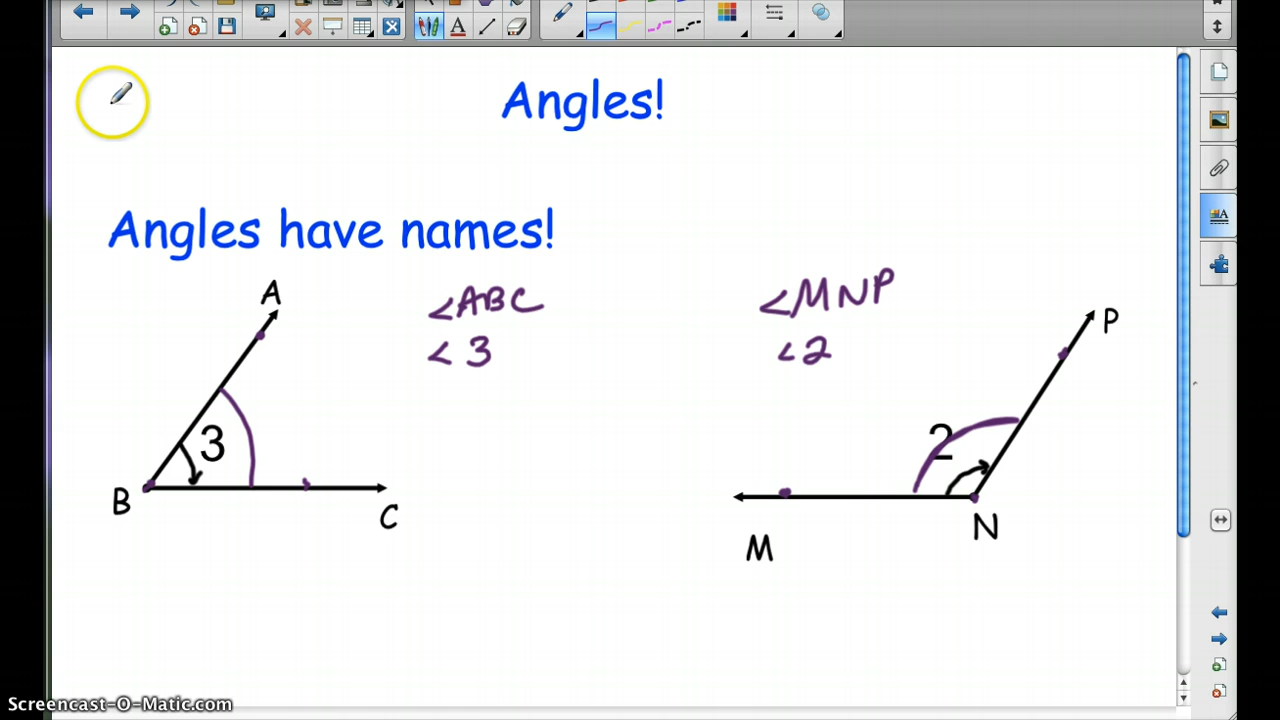 Angles!
Angles have names!
A
<ABC
<MNP
P
<3
<2
3
2
B
C
N
M
Screencast-O-Matic.com